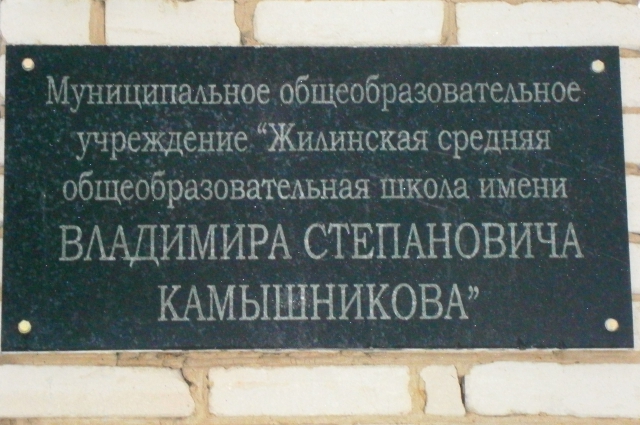 Муниципальное общеобразовательное
учреждение “Жилинская средняя
общеобразовательная школа имени
ВЛАДИМИРА СТЕПАНОВИЧА
КАМЫШНИКОВА”